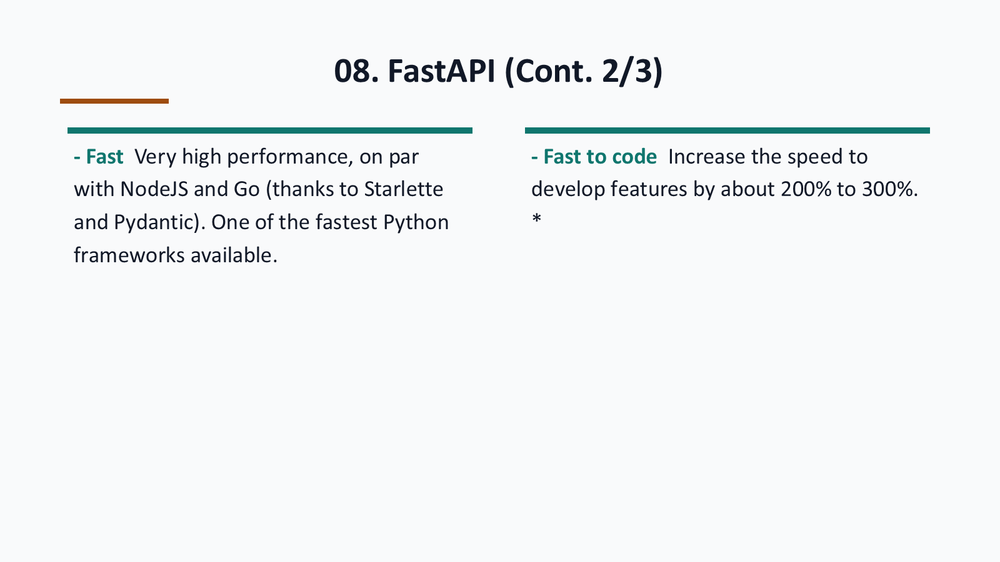 08. FastAPI (Cont. 2/3)
- Fast  Very high performance, on par
with NodeJS and Go (thanks to Starlette
and Pydantic). One of the fastest Python
frameworks available.
- Fast to code  Increase the speed to
develop features by about 200% to 300%.
*